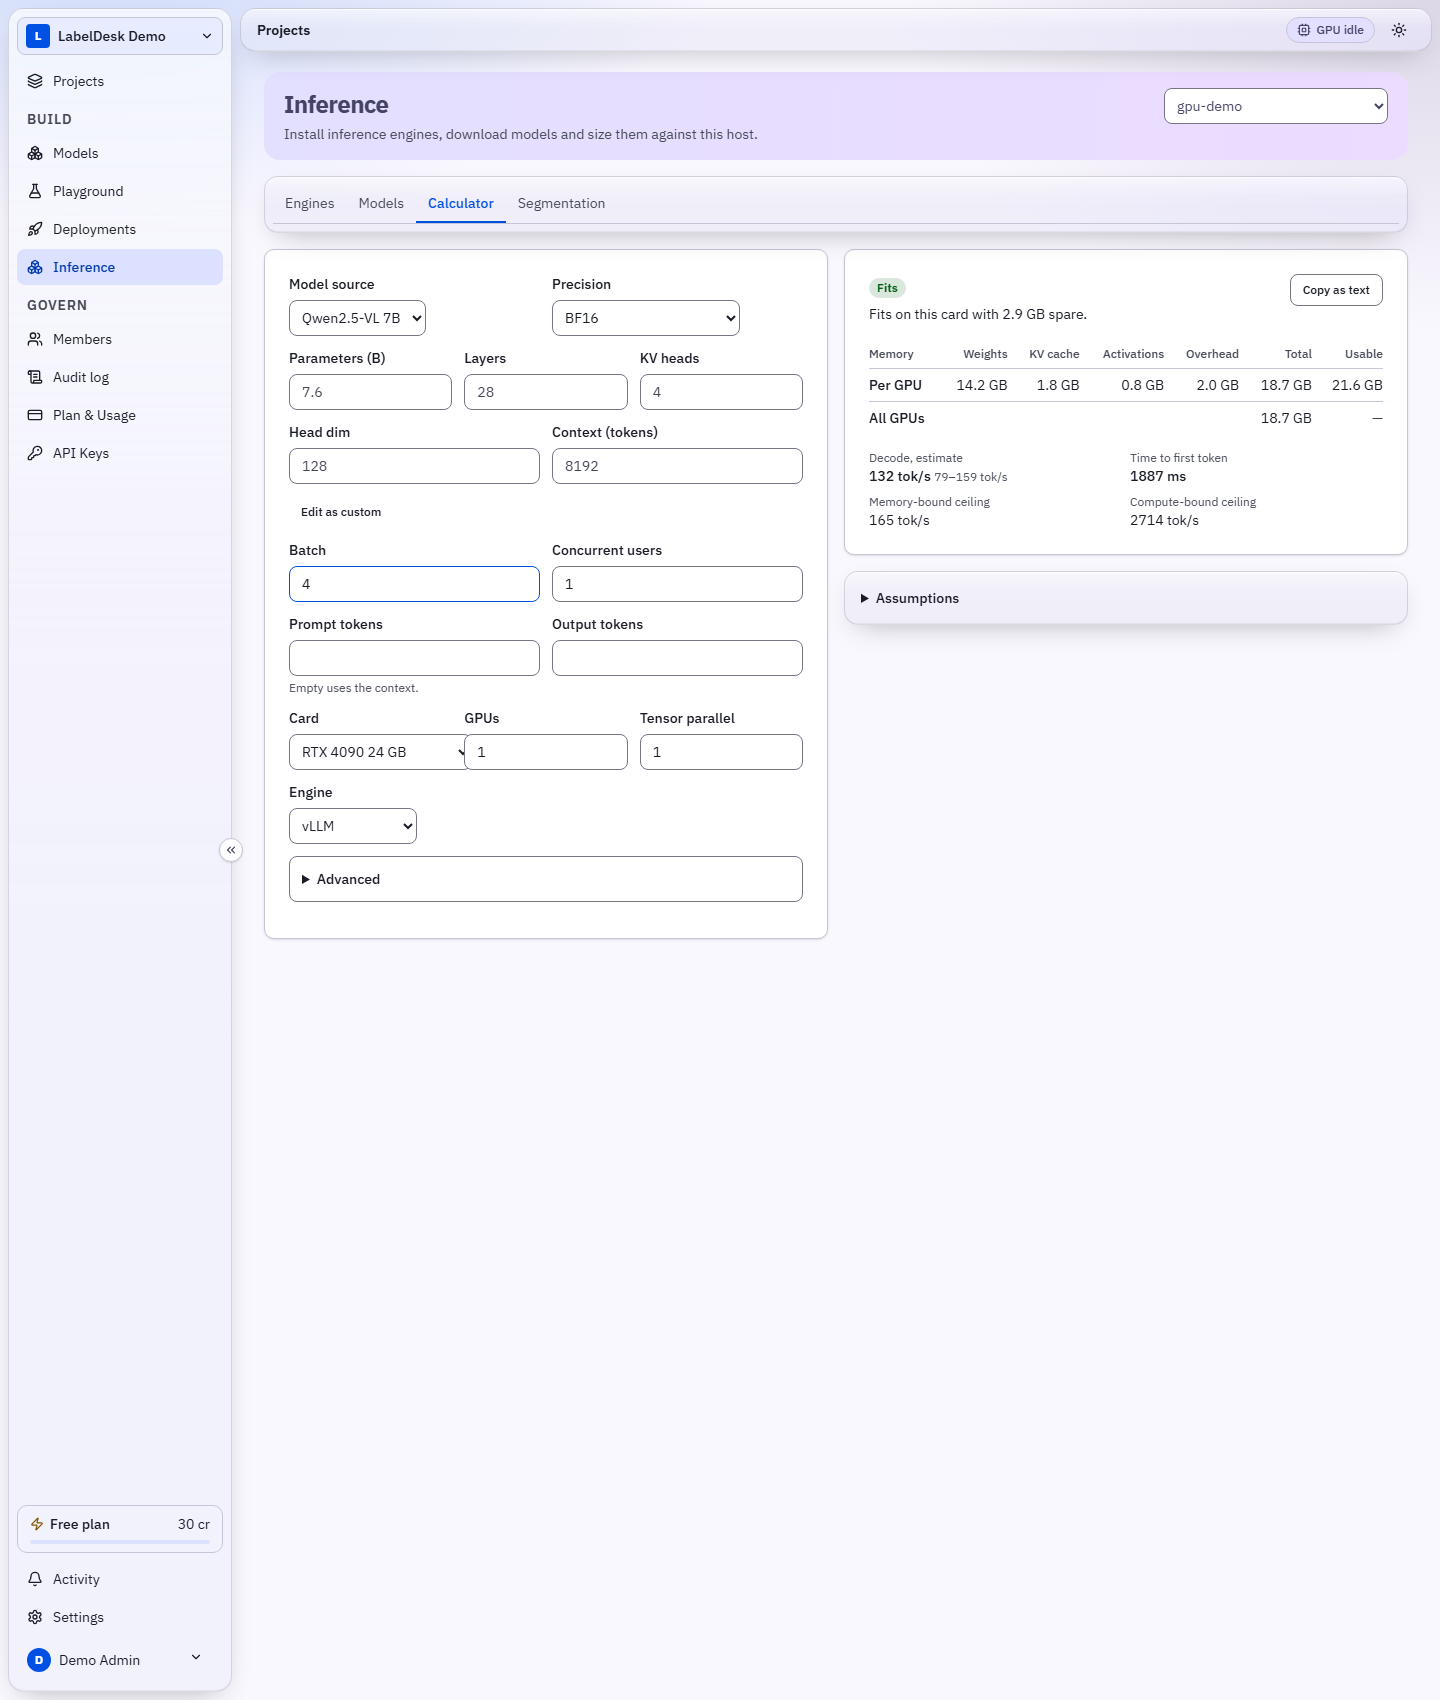 L LabelDesk Demo
Projects
BUILD
Models
Playground
Deployments
Inference
GOVERN
Members
Audit log
Plan & Usage
API Keys
Free plan 30 cr
Activity
Settings
D Demo Admin
Projects
GPU idle
Inference
Install inference engines, download models and size them against this host.
gpu-demo
Engines Models Calculator Segmentation
Model source Precision
Qwen2.5-VL 7B BF16
Parameters (B) Layers KV heads
7.6 28 4
Head dim Context (tokens)
128 8192
Edit as custom
Batch Concurrent users
4 1
Prompt tokens Output tokens
Empty uses the context.
Card GPUs Tensor parallel
RTX 4090 24 GB 1 1
Engine
vLLM
Advanced
Fits
Copy as text
Fits on this card with 2.9 GB spare.
Memory Weights KV cache Activations Overhead Total Usable
Per GPU 14.2 GB 1.8 GB 0.8 GB 2.0 GB 18.7 GB 21.6 GB
All GPUs 18.7 GB —
Decode, estimate Time to first token
132 tok/s 79–159 tok/s 1887 ms
Memory-bound ceiling Compute-bound ceiling
165 tok/s 2714 tok/s
Assumptions